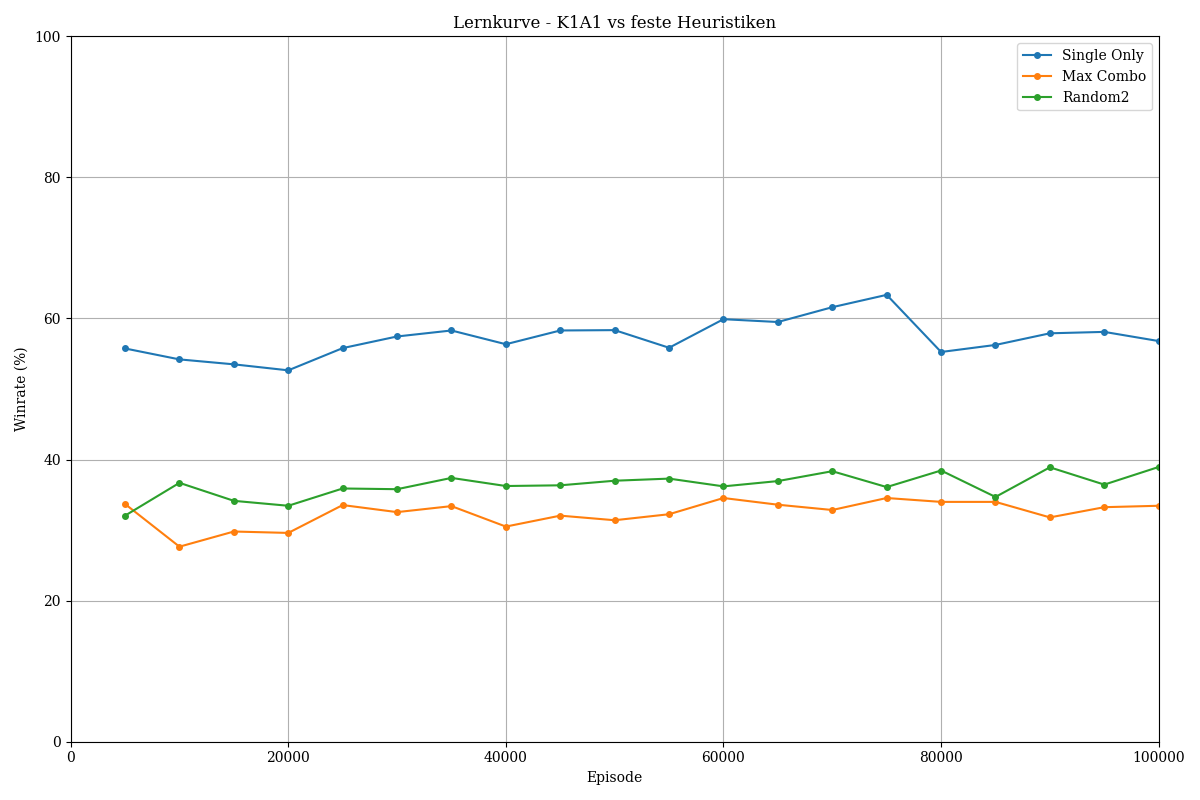 Lernkurve - K1A1 vs feste Heuristiken
Single Only
Max Combo
Random2
Winrate (%)
100
80
60
40
20
0
0 20000 40000 60000 80000 100000
Episode